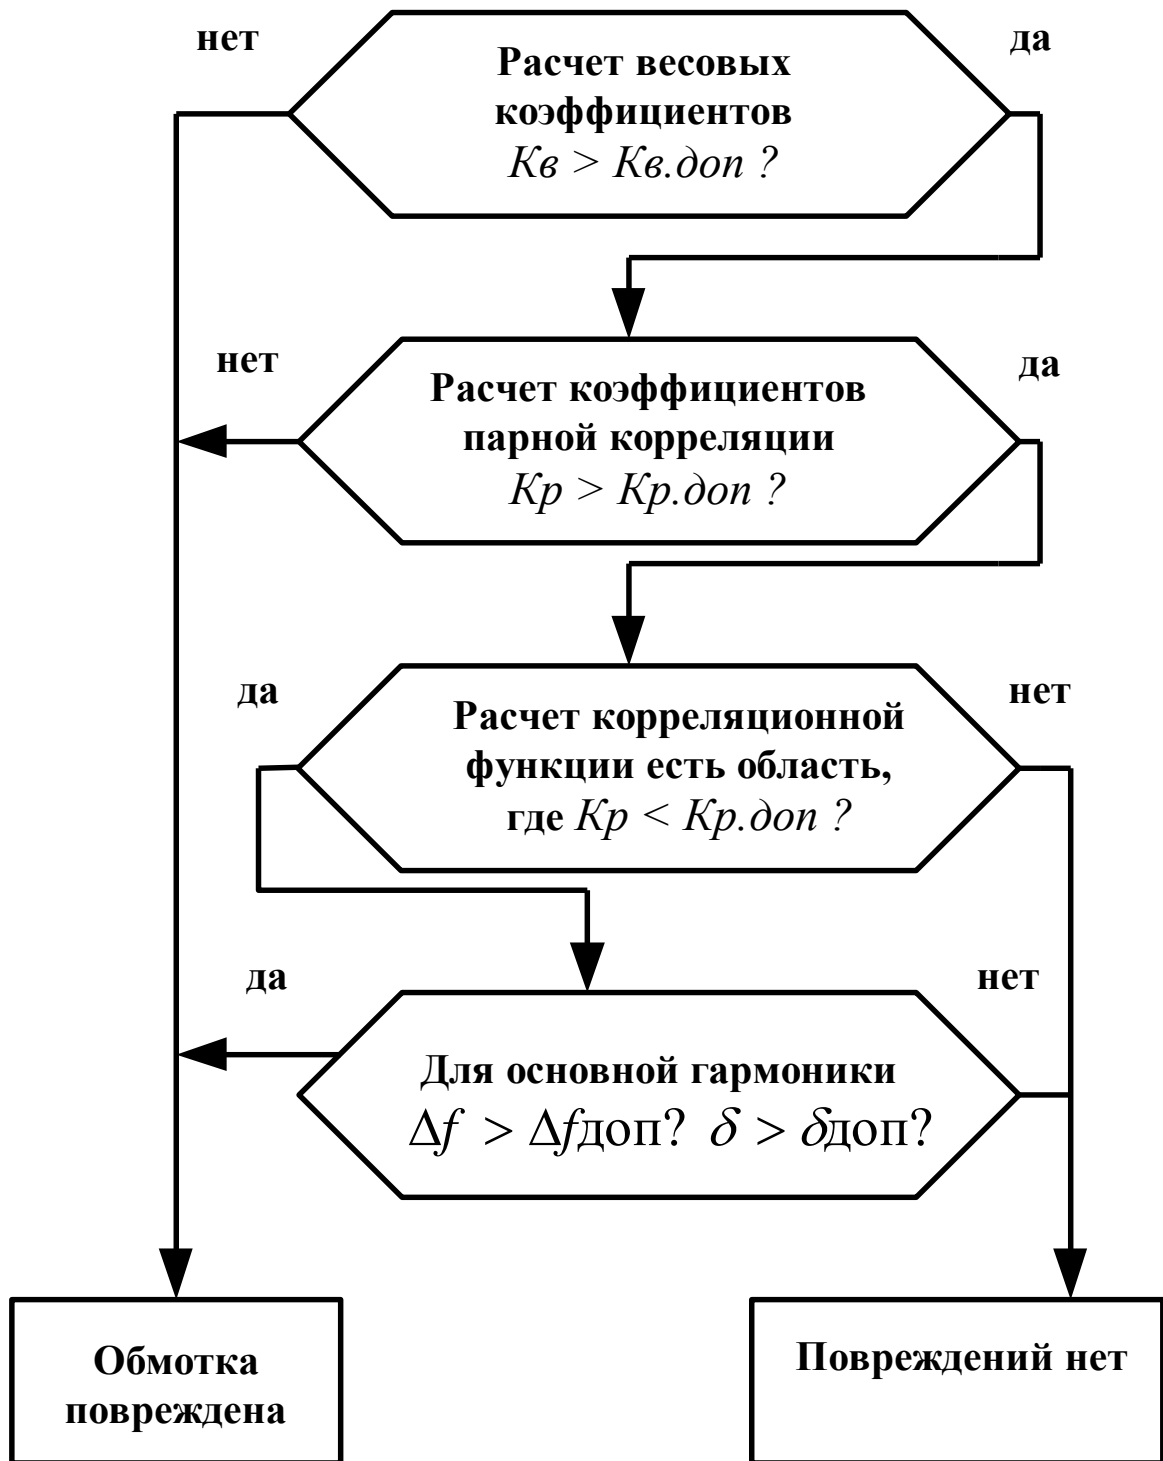 нет
да
Расчет весовых
коэффициентов
Кв > Кв.доп ?
нет
да
Расчет коэффициентов
парной корреляции
Кр > Кр.доп ?
да
нет
Расчет корреляционной
функции есть область,
где Кр < Кр.доп ?
да
нет
Для основной гармоники
Δf > Δfдоп? δ > δдоп?
Обмотка
повреждена
Повреждений нет